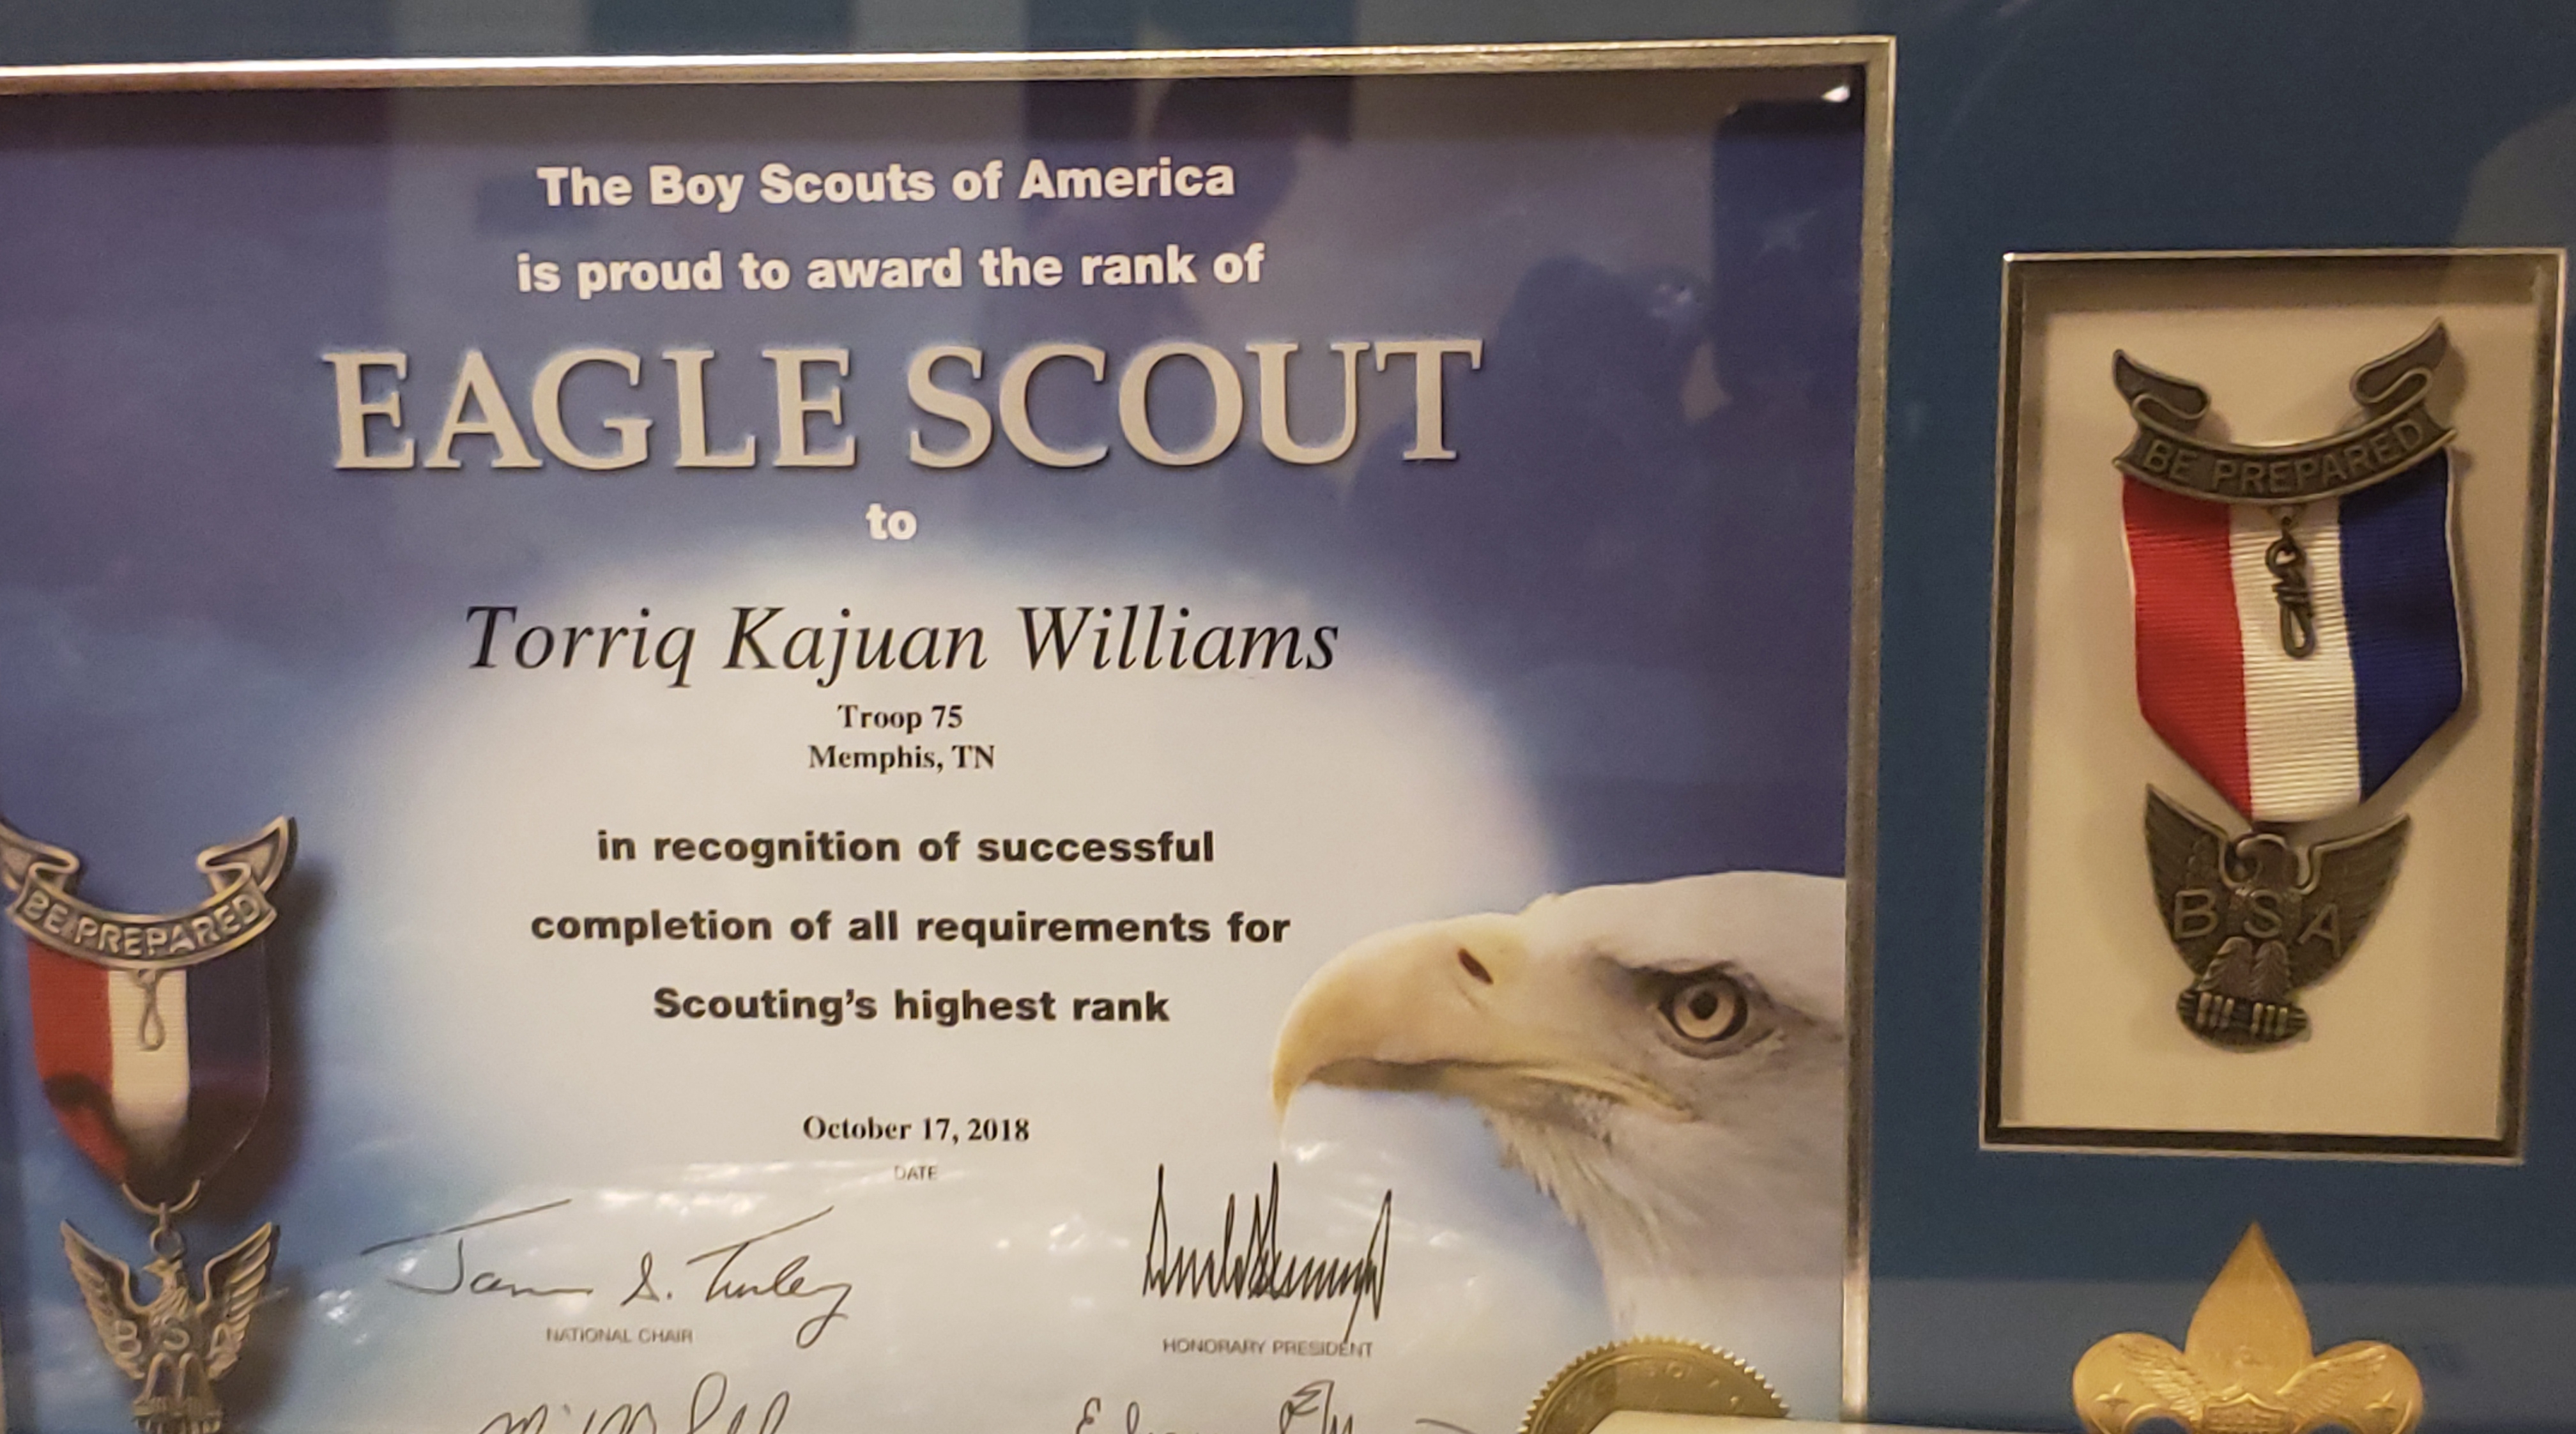 The Boy Scouts of America
is proud to award the rank of
EAGLE SCOUT
to
Torriq Kajuan Williams
Troop 75
Memphis, TN
in recognition of successful
completion of all requirements for
Scouting's highest rank
October 17, 2018
DATE
James S. Turley
NATIONAL CHAIR
HONORARY PRESIDENT
BE PREPARED
BSA
BE PREPARED
BSA